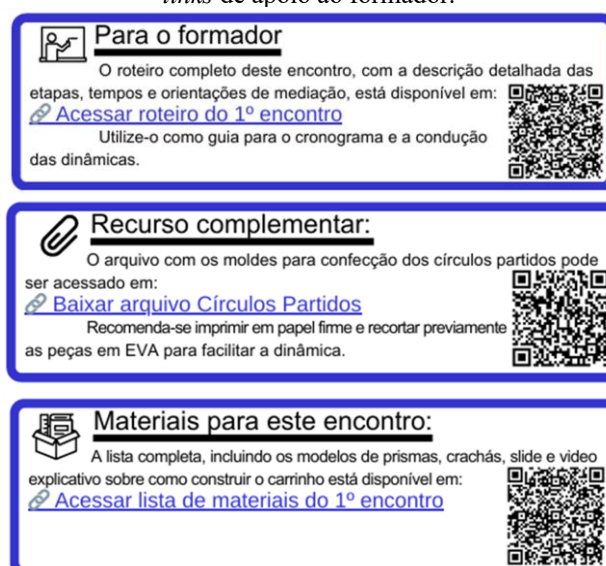 links de apoio ao formador:
Para o formador
O roteiro completo deste encontro, com a descrição detalhada das
etapas, tempos e orientações de mediação, está disponível em:
Acessar roteiro do 1º encontro
Utilize-o como guia para o cronograma e a condução
das dinâmicas.
Recurso complementar:
O arquivo com os moldes para confecção dos círculos partidos pode
ser acessado em:
Baixar arquivo Círculos Partidos
Recomenda-se imprimir em papel firme e recortar previamente
as peças em EVA para facilitar a dinâmica.
Materiais para este encontro:
A lista completa, incluindo os modelos de prismas, crachás, slide e video
explicativo sobre como construir o carrinho está disponível em:
Acessar lista de materiais do 1º encontro